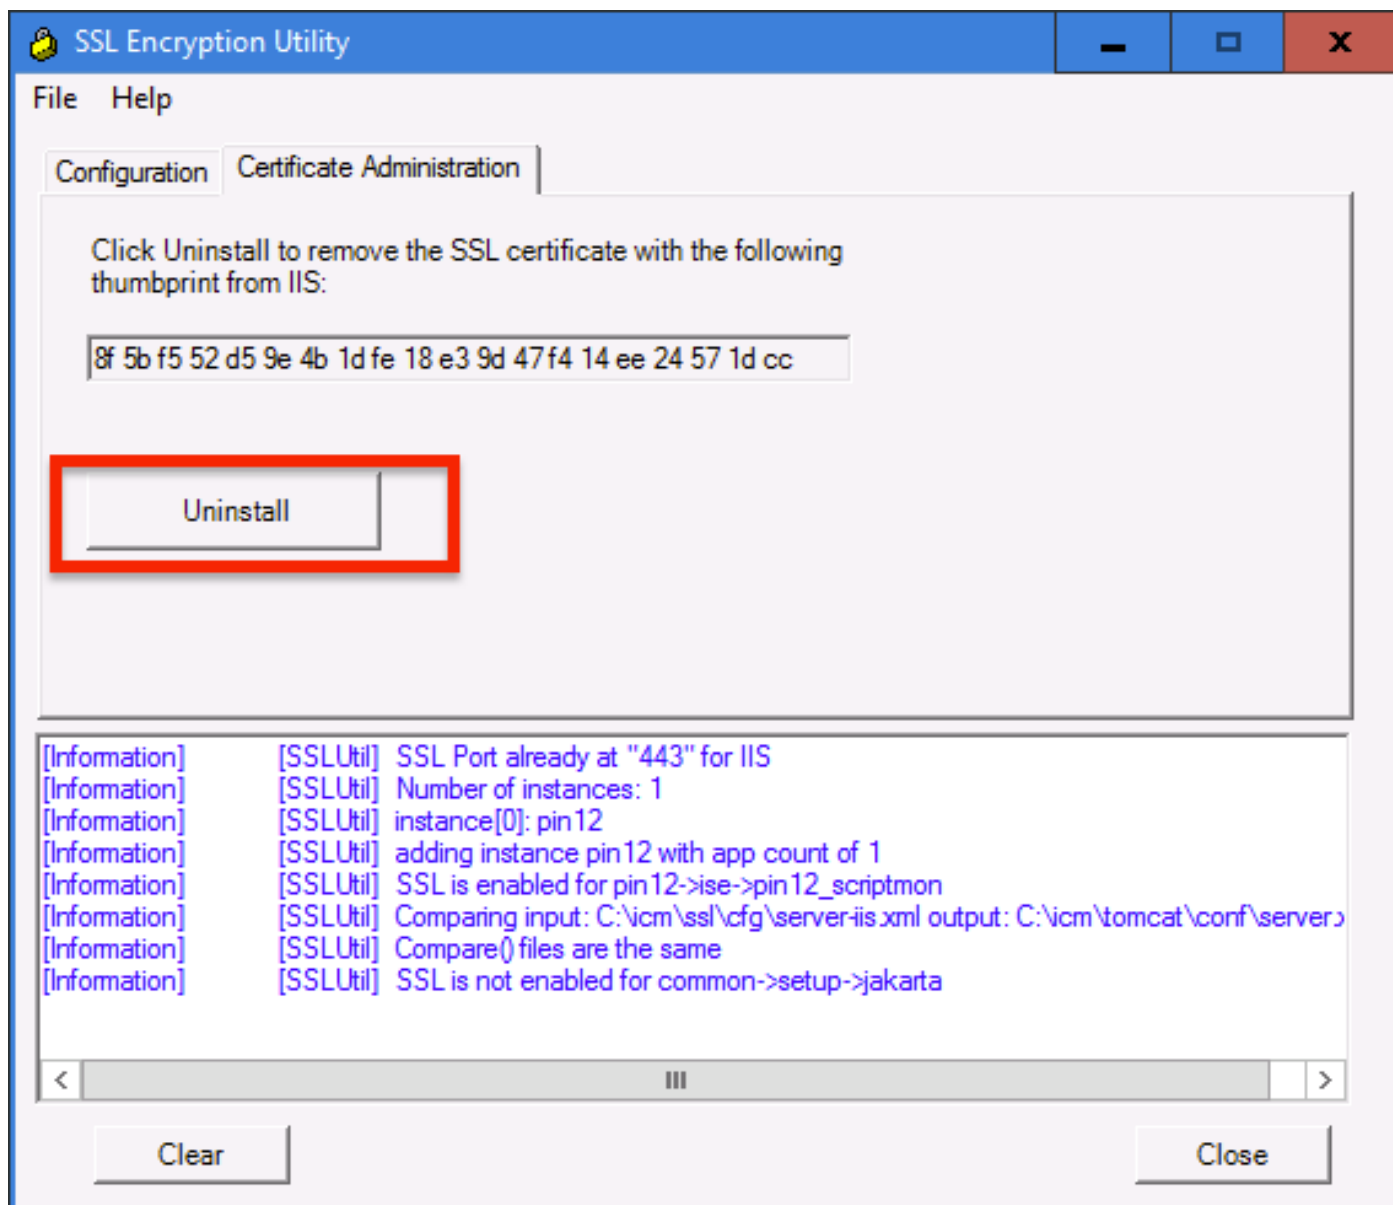 SSL Encryption Utility
File Help
Configuration Certificate Administration
Click Uninstall to remove the SSL certificate with the following
thumbprint from IIS:
8f 5b f5 52 d5 9e 4b 1d fe 18 e3 9d 47 f4 14 ee 24 57 1d cc
Uninstall
[Information] [SSLUtil] SSL Port already at "443" for IIS
[Information] [SSLUtil] Number of instances: 1
[Information] [SSLUtil] instance[0]: pin12
[Information] [SSLUtil] adding instance pin12 with app count of 1
[Information] [SSLUtil] SSL is enabled for pin12->ise->pin12_scriptmon
[Information] [SSLUtil] Comparing input: C:\icm\ssl\cfg\server-iis.xml output: C:\icm\tomcat\conf\server.x
[Information] [SSLUtil] Compare() files are the same
[Information] [SSLUtil] SSL is not enabled for common->setup->jakarta
Clear Close